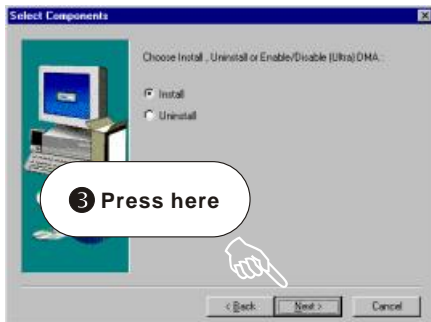 Select Components
Choose Install , Uninstall or Enable/Disable (Ultra) DMA :
Install
Uninstall
❸ Press here
< Back
Next >
Cancel